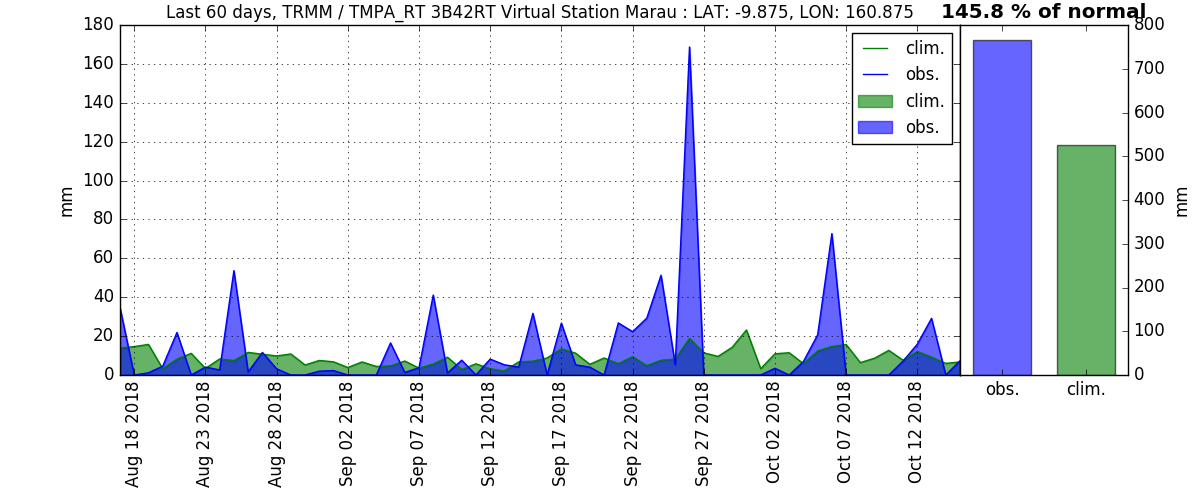 Last 60 days, TRMM / TMPA_RT 3B42RT Virtual Station Marau : LAT: -9.875, LON: 160.875
145.8 % of normal
180
160
140
120
100
80
60
40
20
0
mm
clim.
obs.
clim.
obs.
Aug 18 2018
Aug 23 2018
Aug 28 2018
Sep 02 2018
Sep 07 2018
Sep 12 2018
Sep 17 2018
Sep 22 2018
Sep 27 2018
Oct 02 2018
Oct 07 2018
Oct 12 2018
800
700
600
500
400
300
200
100
0
mm
obs.
clim.